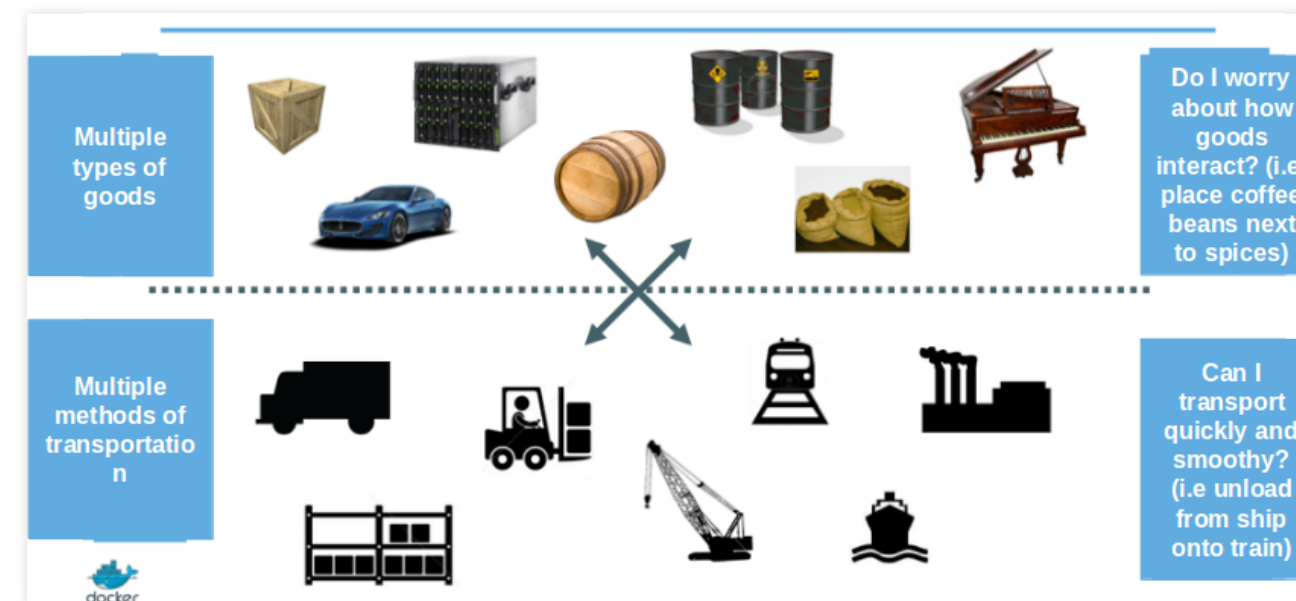 Multiple
types of
goods
Do I worry
about how
goods
interact? (i.e
place coffee
beans next
to spices)
Multiple
methods of
transportatio
n
Can I
transport
quickly and
smoothy?
(i.e unload
from ship
onto train)
docker